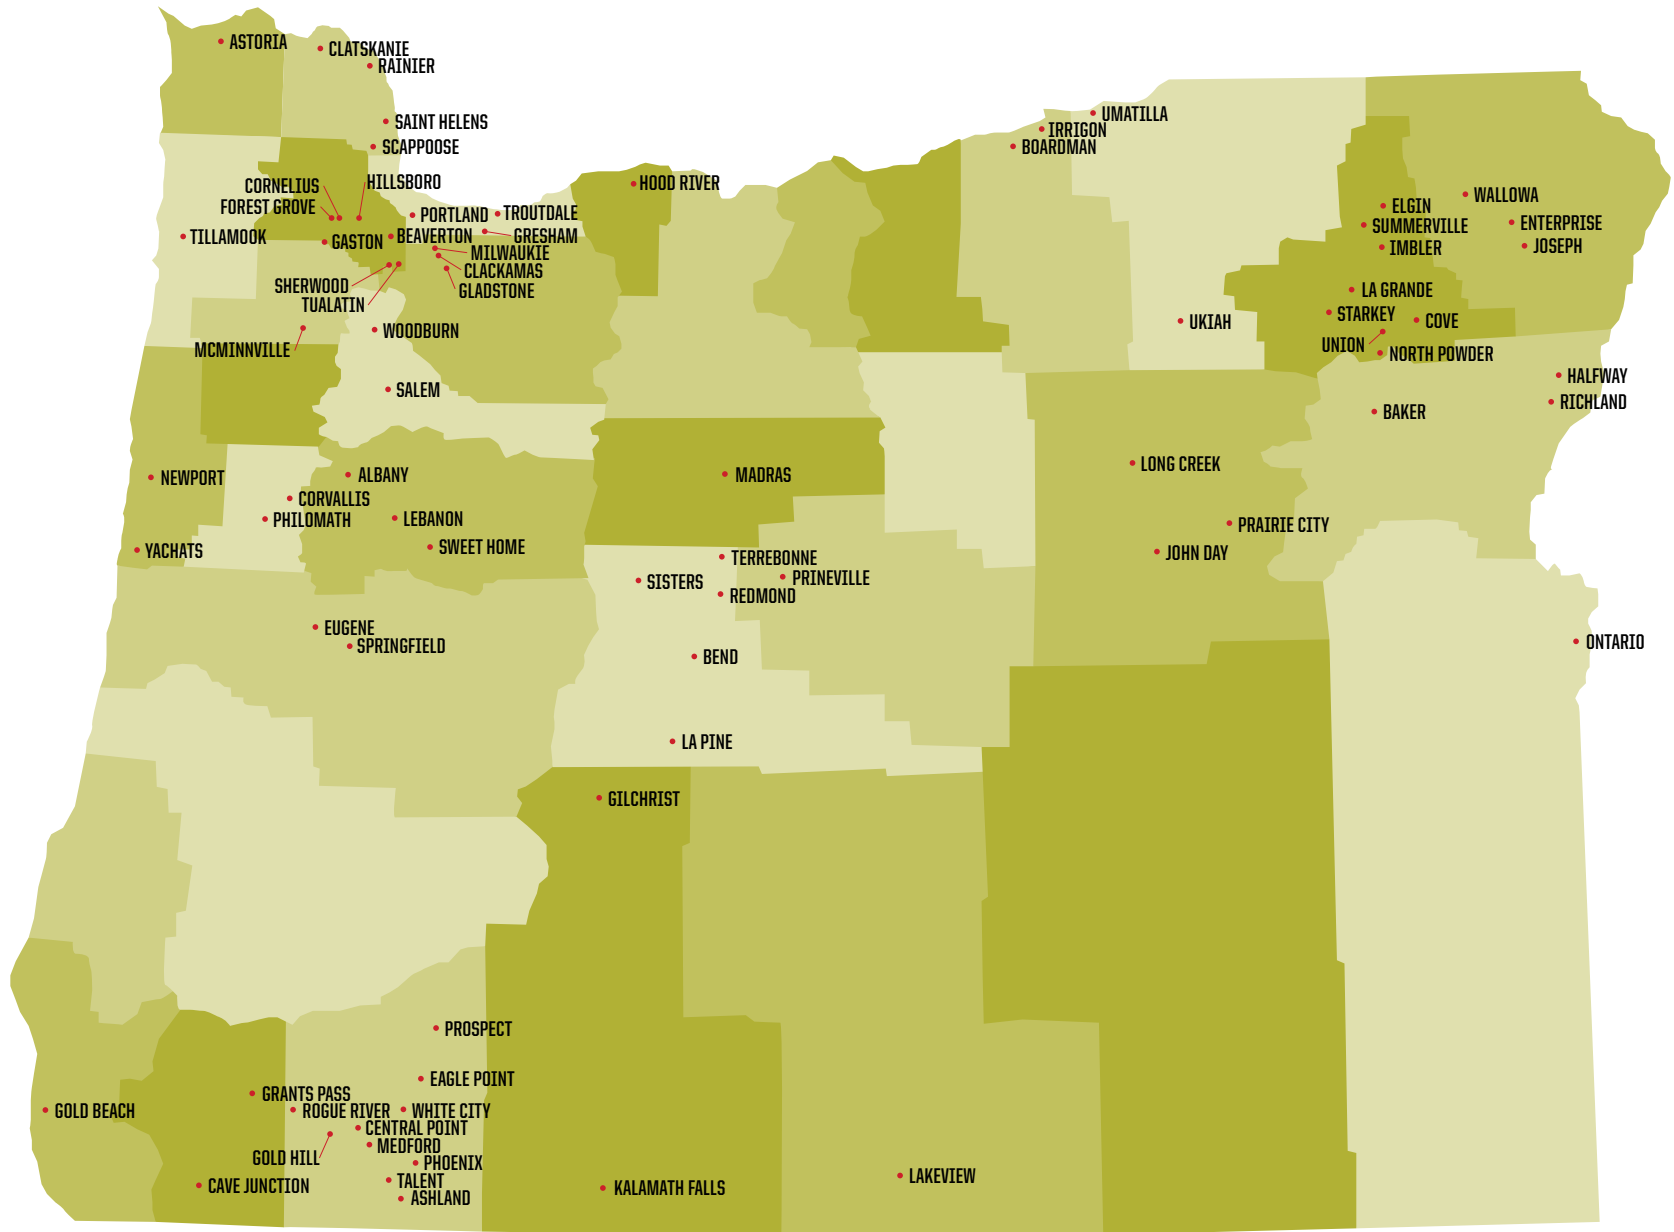 ASTORIA
CLATSKANIE
RAINIER
SAINT HELENS
SCAPPOOSE
UMATILLA
IRRIGON
BOARDMAN
HILLSBORO
CORNELIUS
FOREST GROVE
HOOD RIVER
PORTLAND
TROUTDALE
TILLAMOOK
GASTON
BEAVERTON
GRESHAM
MILWAUKIE
CLACKAMAS
GLADSTONE
SHERWOOD
TUALATIN
WOODBURN
MCMINNVILLE
SALEM
WALLOWA
ELGIN
SUMMERVILLE
ENTERPRISE
IMBLER
JOSEPH
LA GRANDE
STARKEY
COVE
UKIAH
UNION
NORTH POWDER
HALFWAY
RICHLAND
BAKER
NEWPORT
ALBANY
CORVALLIS
PHILOMATH
LEBANON
SWEET HOME
YACHATS
MADRAS
LONG CREEK
PRAIRIE CITY
JOHN DAY
TERREBONNE
SISTERS
PRINEVILLE
REDMOND
EUGENE
SPRINGFIELD
BEND
ONTARIO
LA PINE
GILCHRIST
PROSPECT
EAGLE POINT
GRANTS PASS
GOLD BEACH
ROGUE RIVER
WHITE CITY
CENTRAL POINT
MEDFORD
GOLD HILL
PHOENIX
TALENT
CAVE JUNCTION
ASHLAND
KALAMATH FALLS
LAKEVIEW